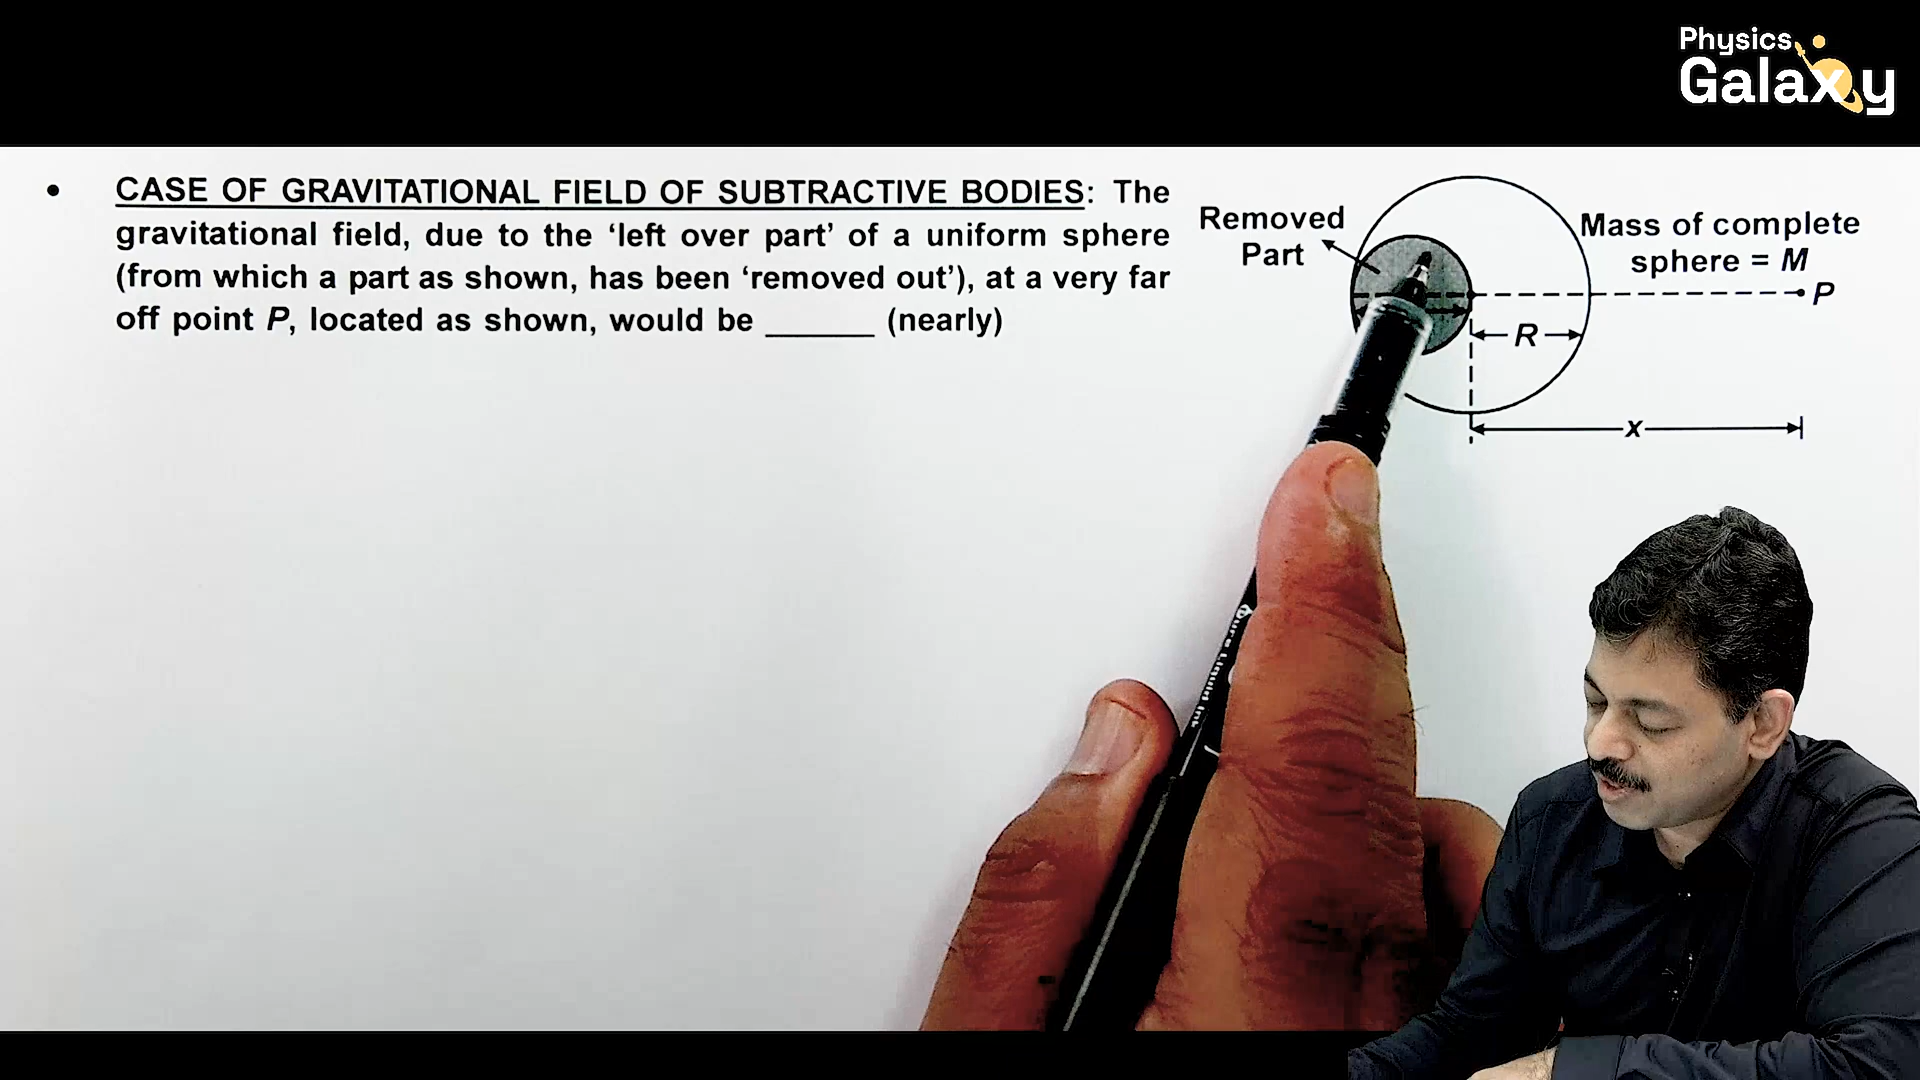 Physics
Galaxy
• CASE OF GRAVITATIONAL FIELD OF SUBTRACTIVE BODIES: The
gravitational field, due to the ‘left over part’ of a uniform sphere
(from which a part as shown, has been ‘removed out’), at a very far
off point P, located as shown, would be ______ (nearly)
Removed
Part
Mass of complete
sphere = M
P
R
x
Liquid Ink